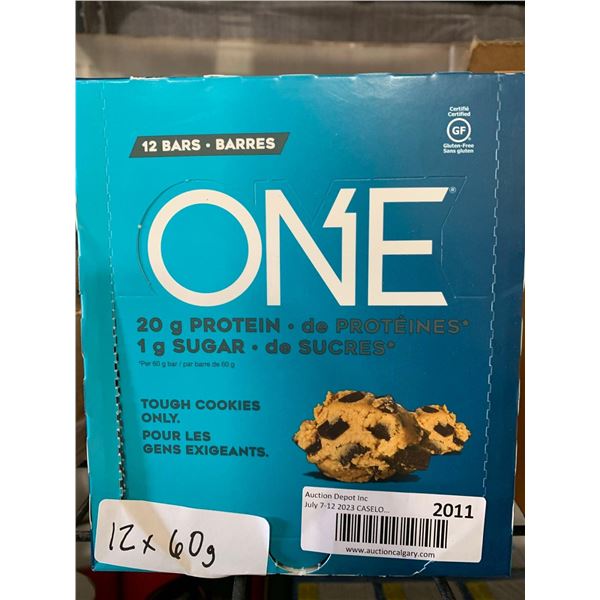 Certifié
Certified
GF
Gluten-Free
Sans gluten
12 BARS • BARRES
ONE®
20 g PROTEIN • de PROTÉINES*
1 g SUGAR • de SUCRES*
*Per 60 g bar / par barre de 60 g
TOUGH COOKIES
ONLY.
POUR LES
GENS EXIGEANTS.
Auction Depot Inc
July 7-12 2023 CASELO...
2011
www.auctioncalgary.com
12 x 60g